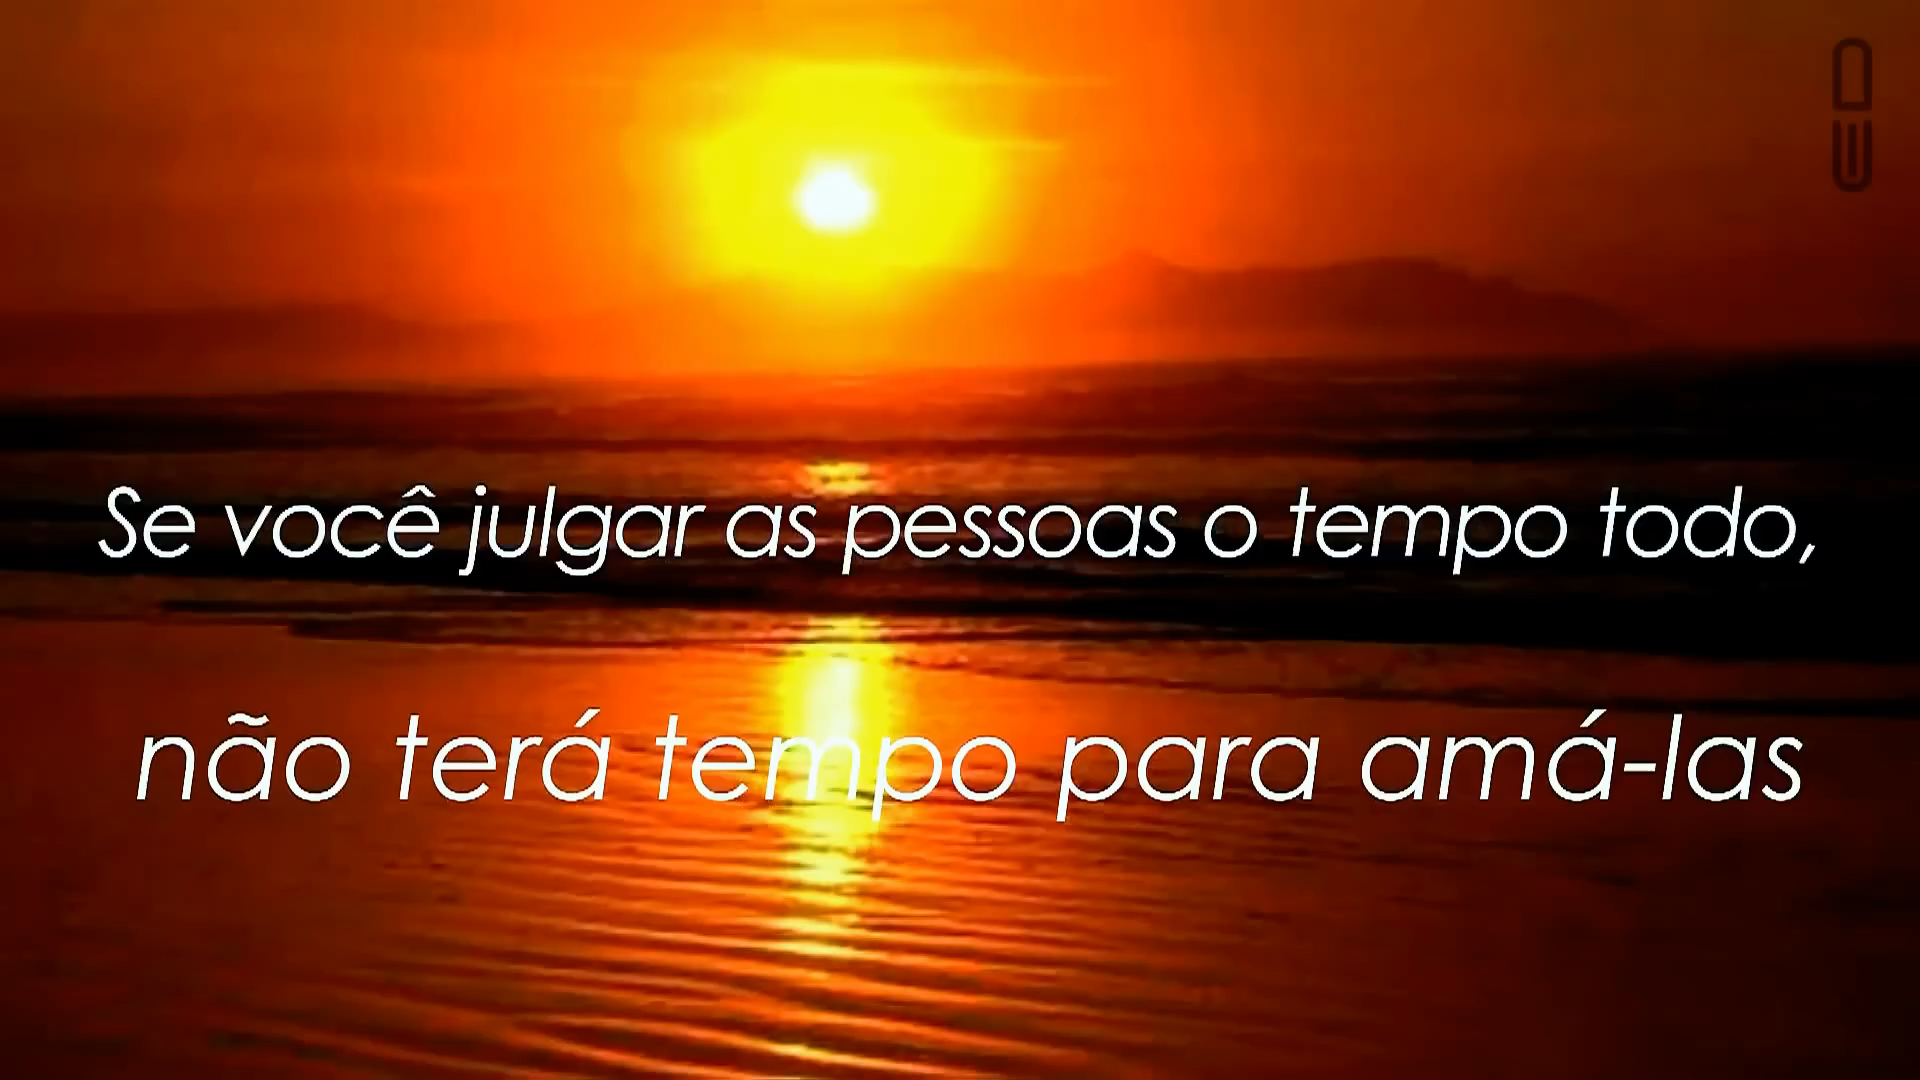 Se você julgar as pessoas o tempo todo,
não terá tempo para amá-las